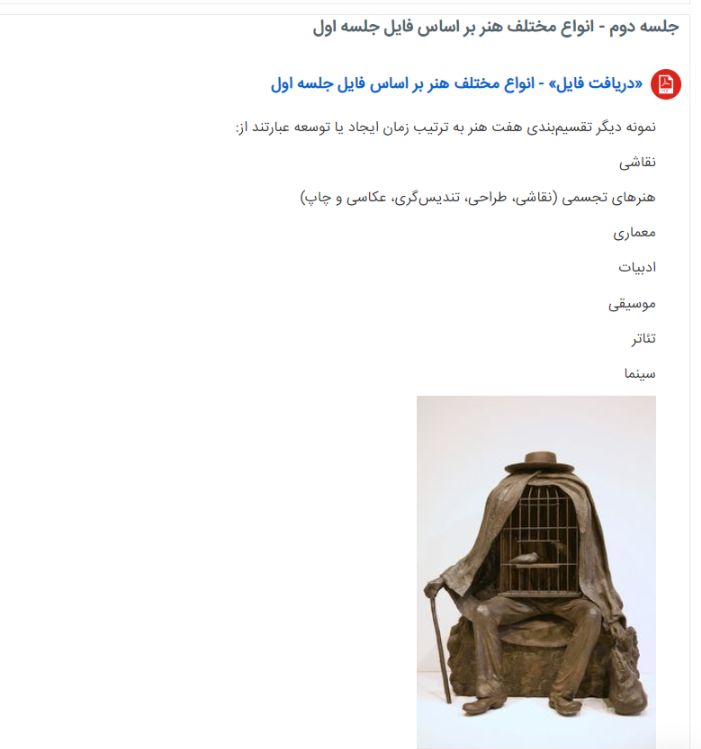 جلسه دوم - انواع مختلف هنر بر اساس فایل جلسه اول
«دریافت فایل» - انواع مختلف هنر بر اساس فایل جلسه اول
نمونه دیگر تقسیم‌بندی هفت هنر به ترتیب زمان ایجاد یا توسعه عبارتند از:
نقاشی
هنرهای تجسمی (نقاشی، طراحی، تندیس‌گری، عکاسی و چاپ)
معماری
ادبیات
موسیقی
تئاتر
سینما